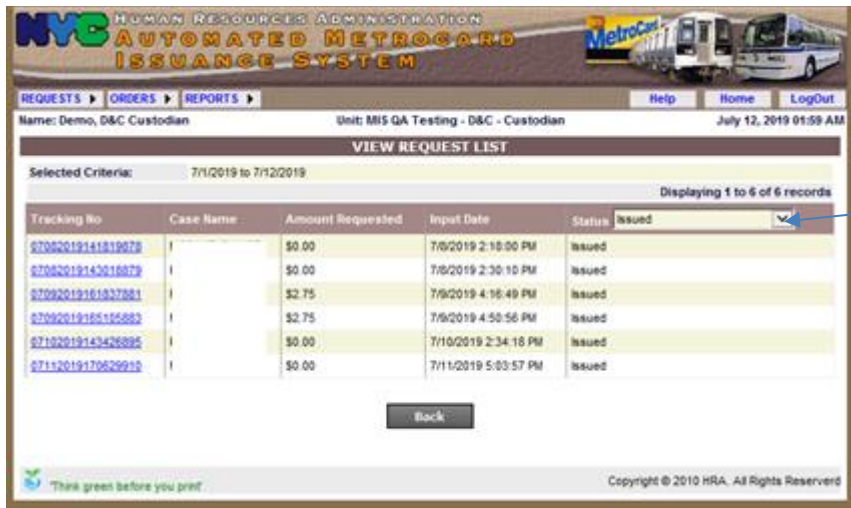 NYC HUMAN RESOURCES ADMINISTRATION
AUTOMATED METROCARD
ISSUANCE SYSTEM
MetroCard
REQUESTS ORDERS REPORTS Help Home LogOut
Name: Demo, D&C Custodian Unit: MIS QA Testing - D&C - Custodian July 12, 2019 01:59 AM
VIEW REQUEST LIST
Selected Criteria: 7/1/2019 to 7/12/2019
Displaying 1 to 6 of 6 records
Tracking No Case Name Amount Requested Input Date Status Issued
07082019141819878 $0.00 7/8/2019 2:18:00 PM Issued
07082019143018879 $0.00 7/8/2019 2:30:10 PM Issued
07092019161837881 $2.75 7/9/2019 4:16:49 PM Issued
07092019165105883 $2.75 7/9/2019 4:50:56 PM Issued
07102019143426895 $0.00 7/10/2019 2:34:18 PM Issued
07112019170629910 $0.00 7/11/2019 5:03:57 PM Issued
Back
'Think green before you print' Copyright © 2010 HRA. All Rights Reserverd